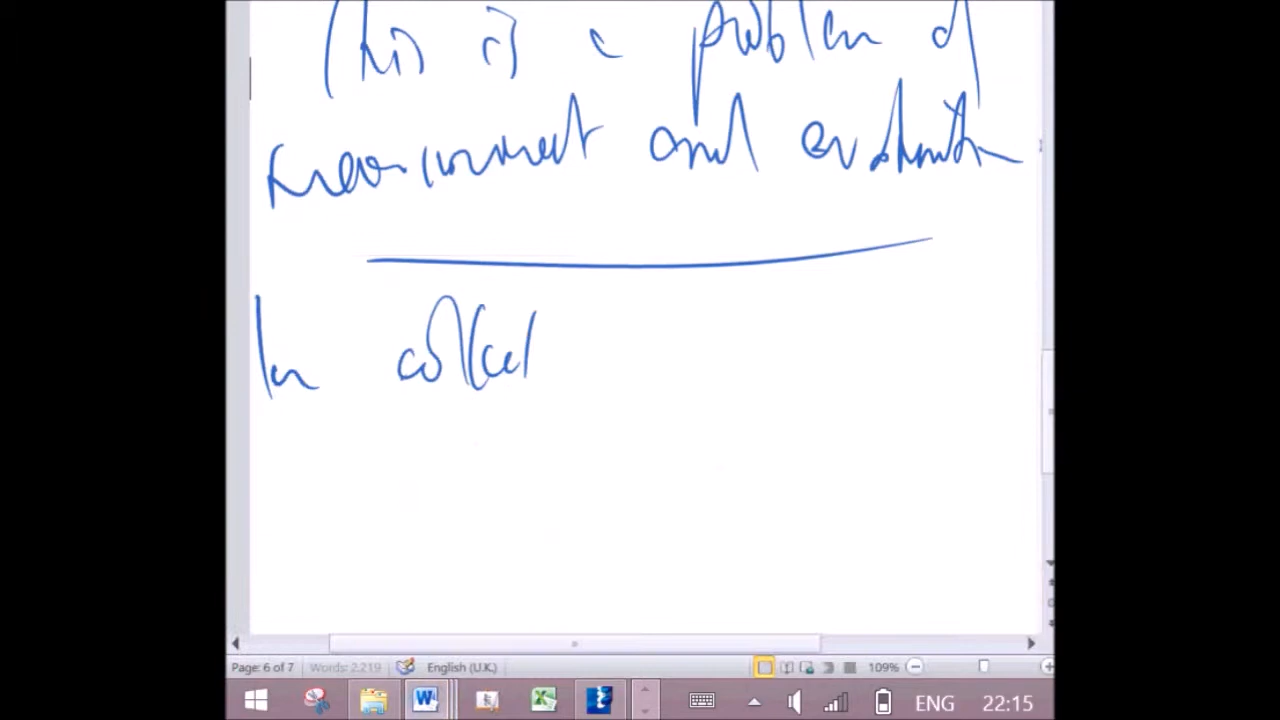 This is a problem of
measurement and evaluation
In collect
Page: 6 of 7 Words: 2.219 English (U.K.) 109%
ENG 22:15